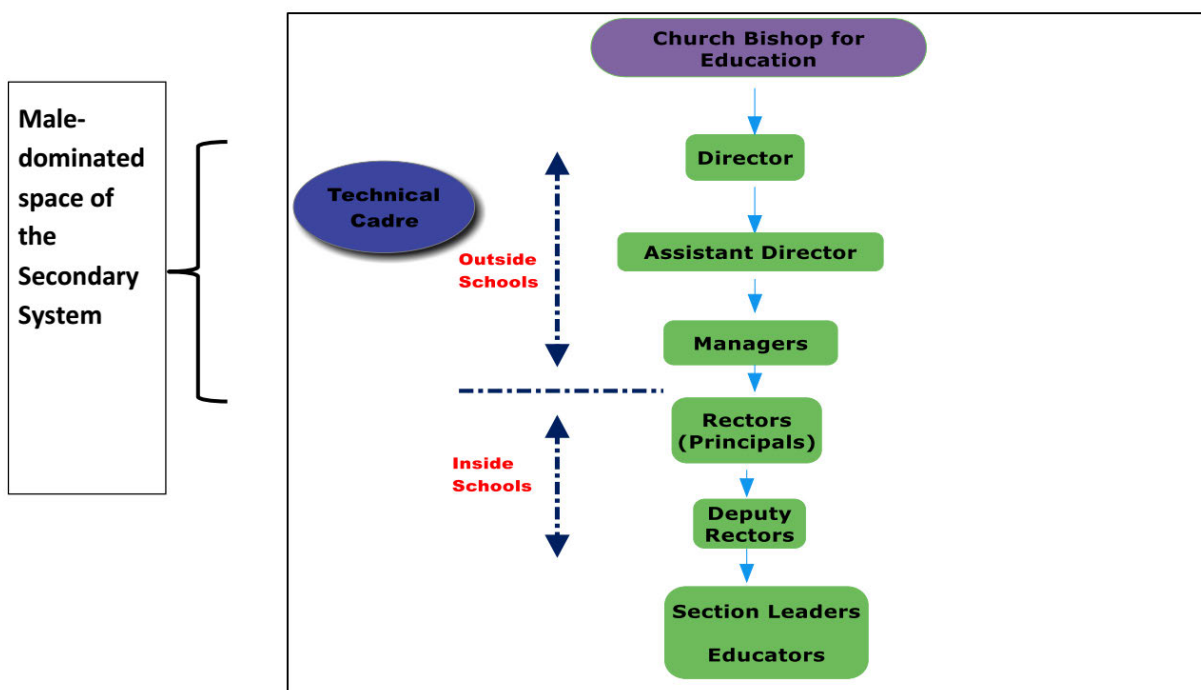 Male-
dominated
space of
the
Secondary
System
Church Bishop for
Education
Director
Technical
Cadre
Assistant Director
Outside
Schools
Managers
Rectors
(Principals)
Inside
Schools
Deputy
Rectors
Section Leaders
Educators